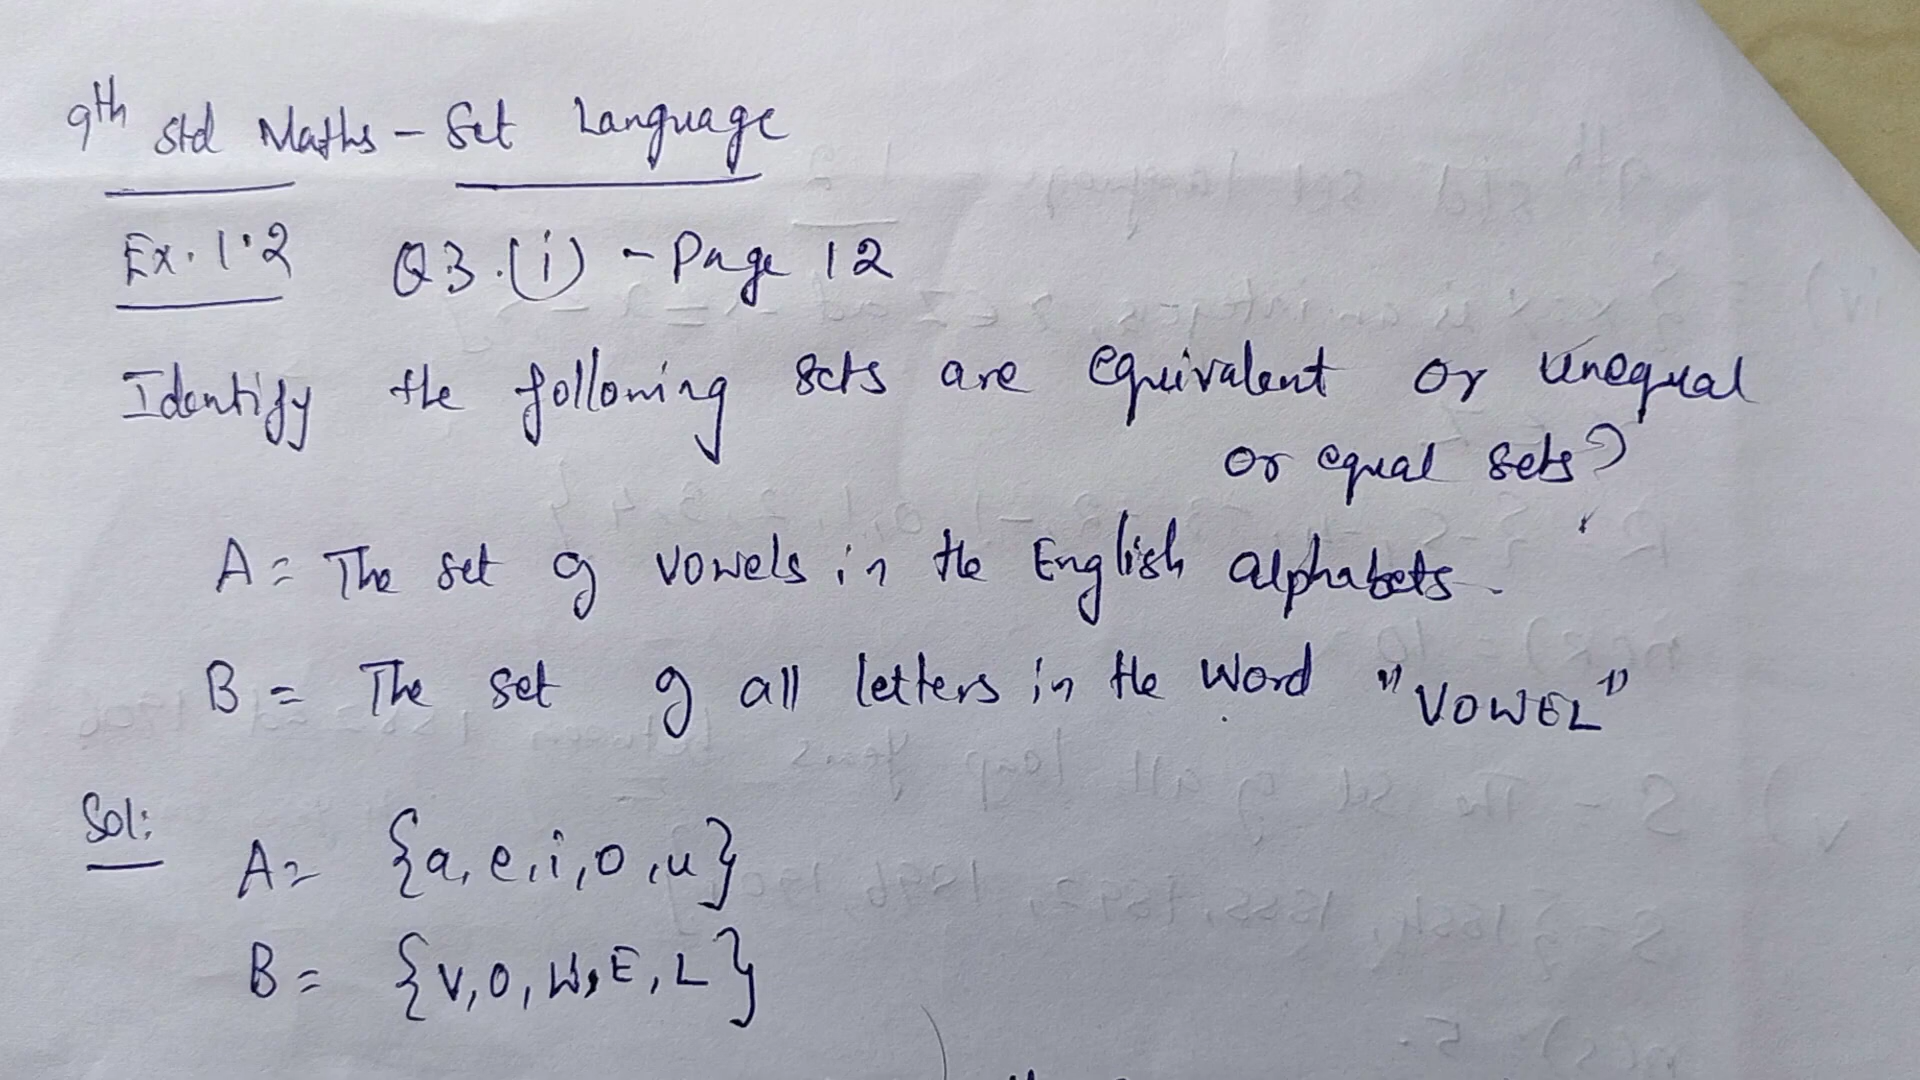 9th std Maths - Set Language
Ex. 1.2 Q3.(i) - Page 12
Identify the following sets are equivalent or unequal
or equal sets?
A = The set of vowels in the English alphabets.
B = The set of all letters in the Word "VOWEL"
Sol:
A = {a, e, i, o, u}
B = {V, O, W, E, L}